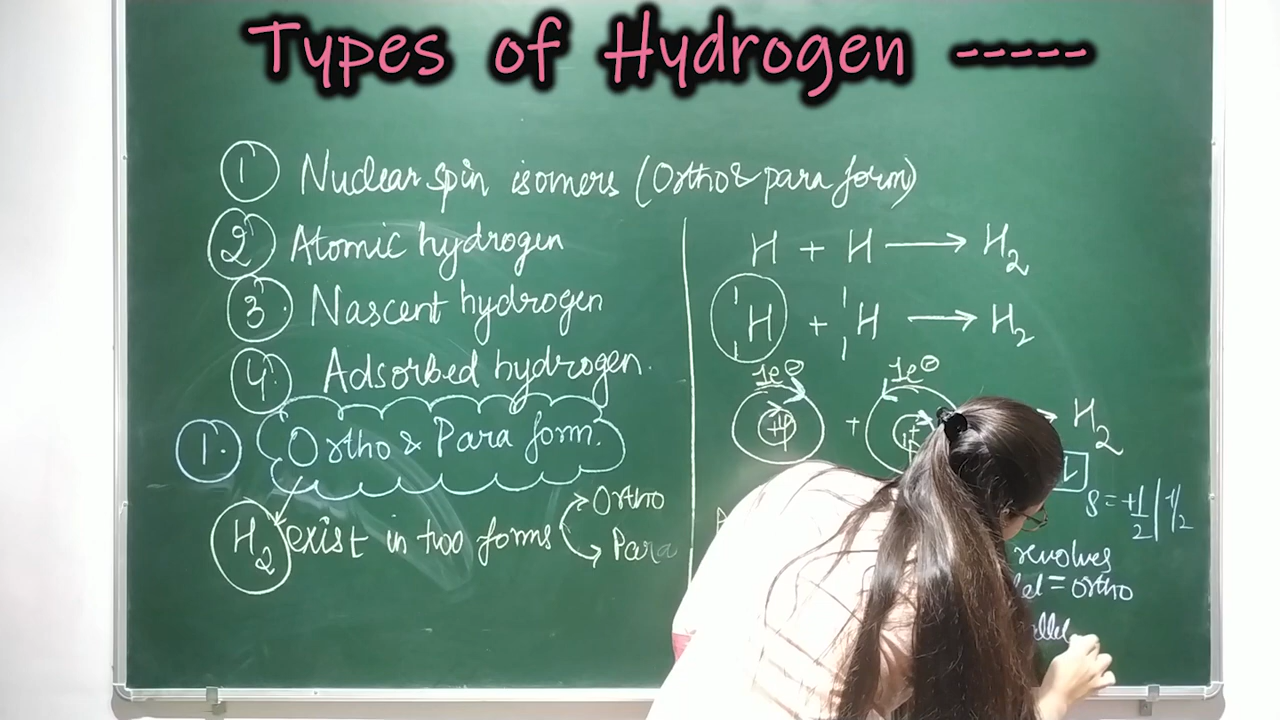 Types of Hydrogen -----
1 Nuclear spin isomers (Ortho & para form)
2 Atomic hydrogen
3. Nascent hydrogen
4. Adsorbed hydrogen.
1. Ortho & Para form.
H2 exist in two forms
Ortho
Para
H + H → H2
¹₁H + ¹₁H → H2
1e⊖ 1e⊖
+ → H2
S = +1/2 | -1/2
revolves
= ortho